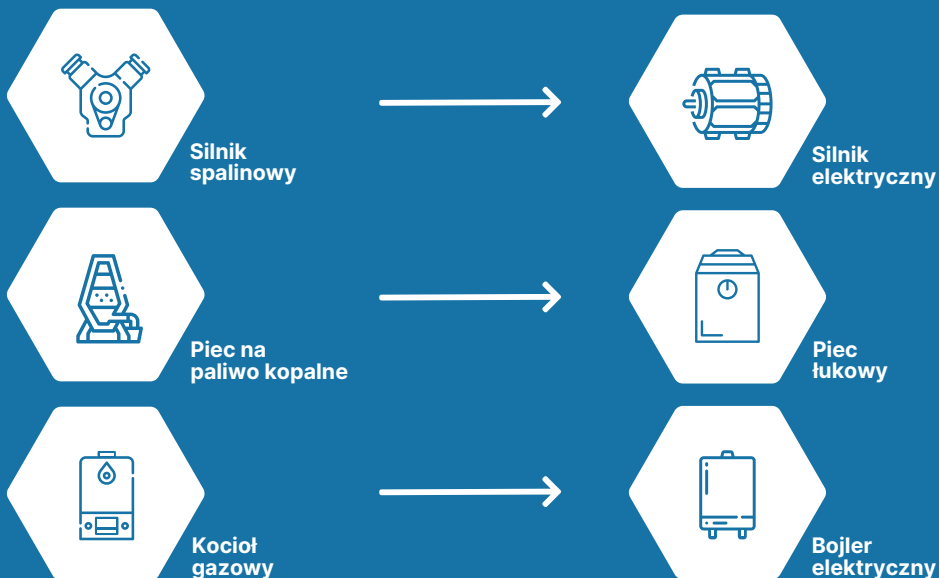 Silnik
spalinowy
Silnik
elektryczny
Piec na
paliwo kopalne
Piec
łukowy
Kocioł
gazowy
Bojler
elektryczny